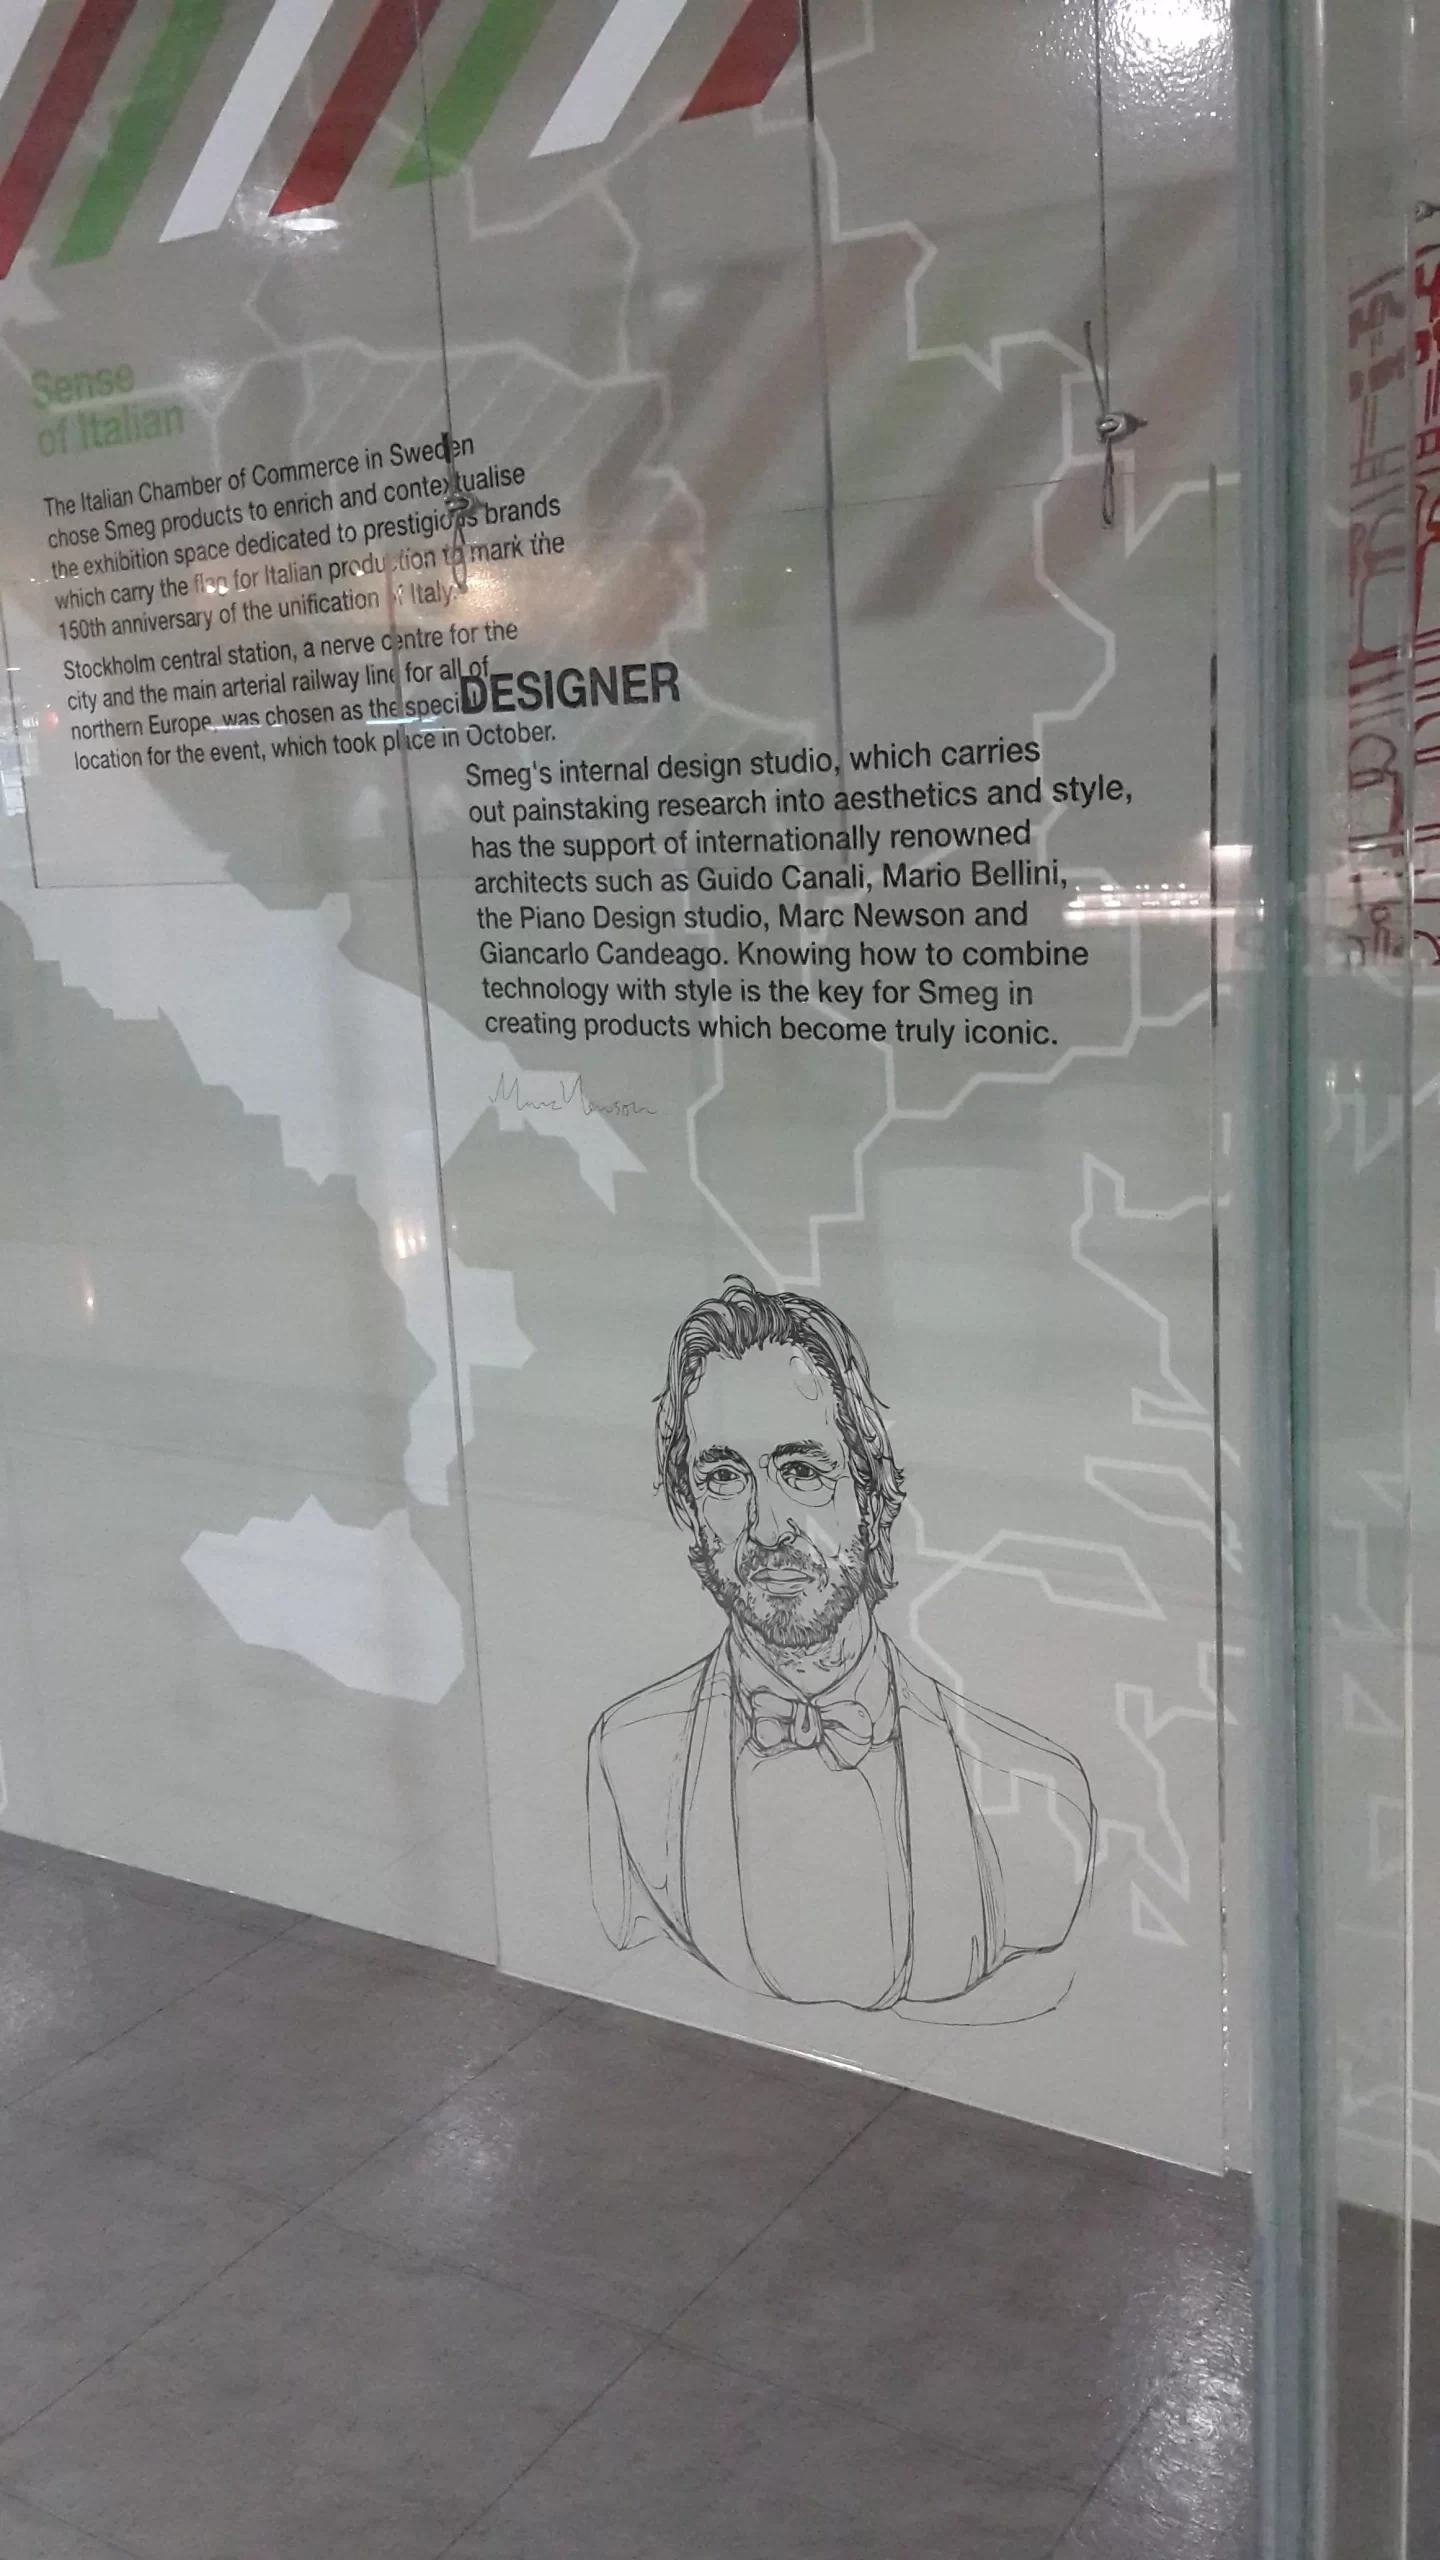 Sense
of Italian
The Italian Chamber of Commerce in Sweden
chose Smeg products to enrich and contextualise
the exhibition space dedicated to prestigious brands
which carry the flag for Italian production to mark the
150th anniversary of the unification of Italy.
Stockholm central station, a nerve centre for the
city and the main arterial railway line for all of
northern Europe, was chosen as the speci
location for the event, which took place in October.
DESIGNER
Smeg's internal design studio, which carries
out painstaking research into aesthetics and style,
has the support of internationally renowned
architects such as Guido Canali, Mario Bellini,
the Piano Design studio, Marc Newson and
Giancarlo Candeago. Knowing how to combine
technology with style is the key for Smeg in
creating products which become truly iconic.
Marc Newson